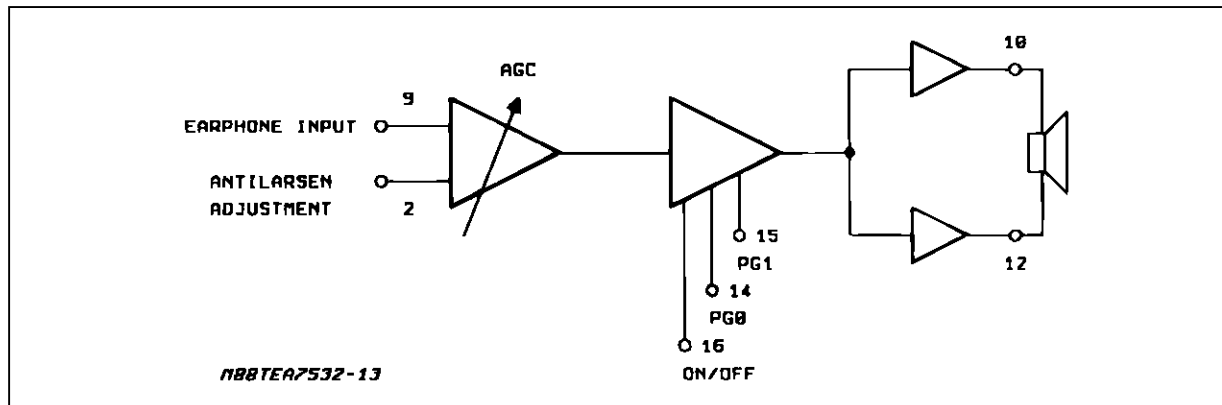 AGC
9
EARPHONE INPUT
ANTILARSEN
ADJUSTMENT
2
15
PG1
14
PG0
16
ON/OFF
10
12
M88TEA7532-13